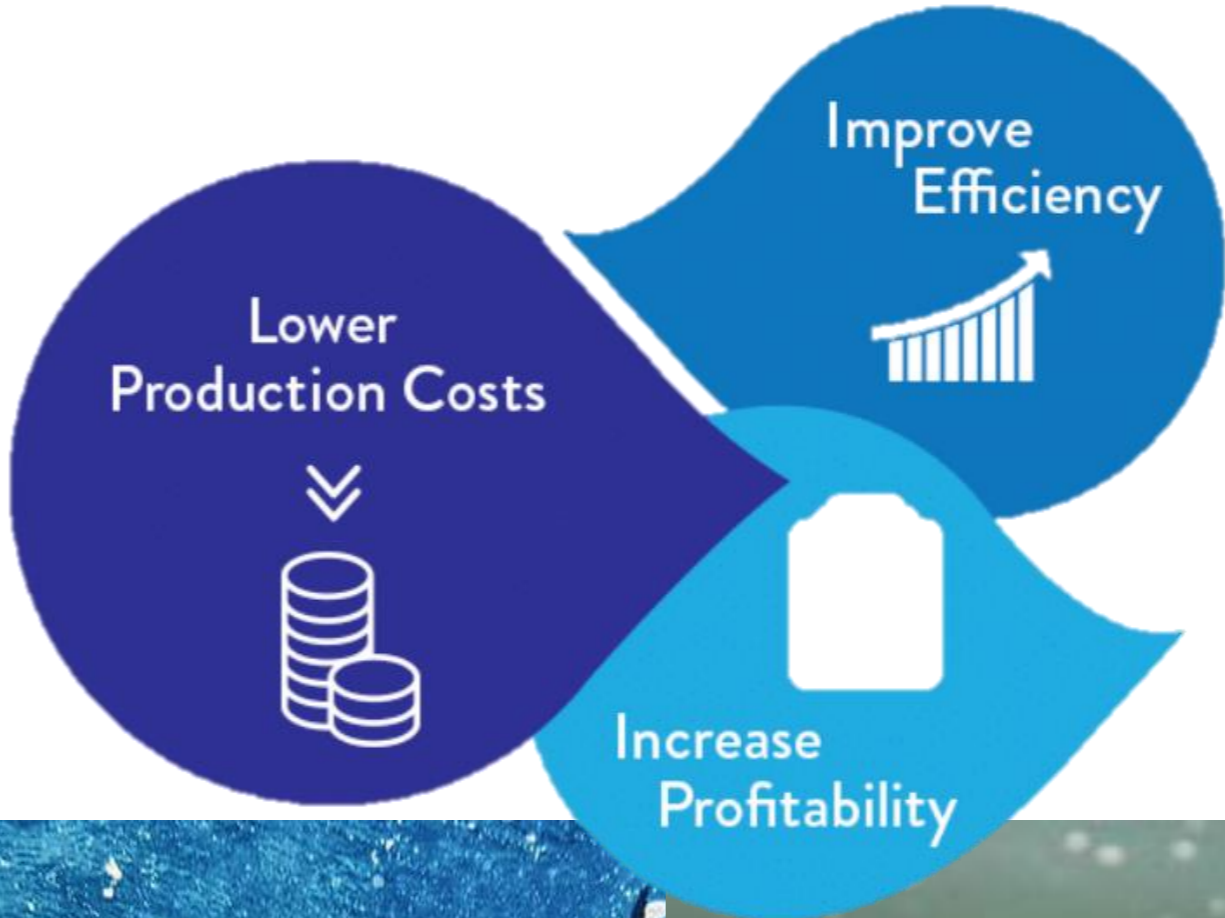 Lower
Production Costs
Improve
Efficiency
Increase
Profitability